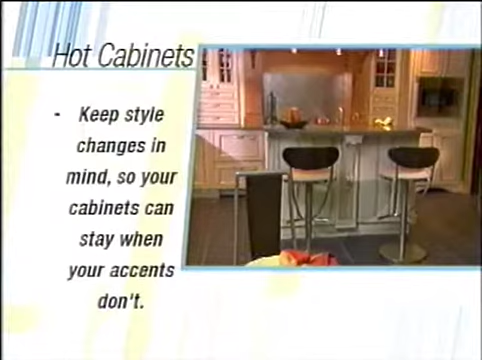 Hot Cabinets
- Keep style
changes in
mind, so your
cabinets can
stay when
your accents
don't.